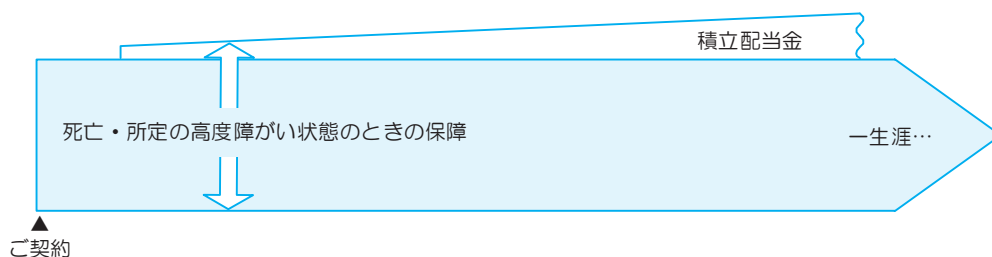 積立配当金
死亡・所定の高度障がい状態のときの保障
一生涯…
▲
ご契約